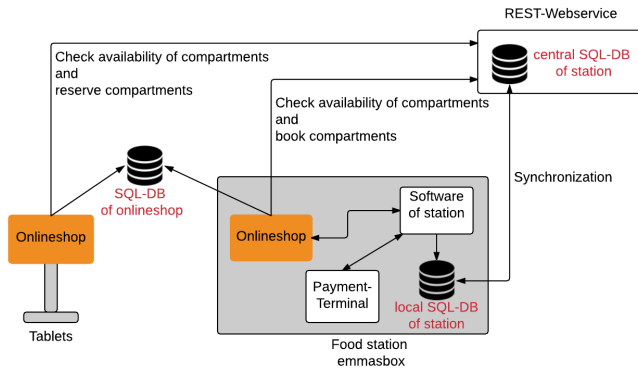 REST-Webservice
central SQL-DB
of station
Check availability of compartments
and
reserve compartments
Check availability of compartments
and
book compartments
SQL-DB
of onlineshop
Synchronization
Software
of station
Onlineshop
Onlineshop
Payment-
Terminal
local SQL-DB
of station
Tablets
Food station
emmasbox